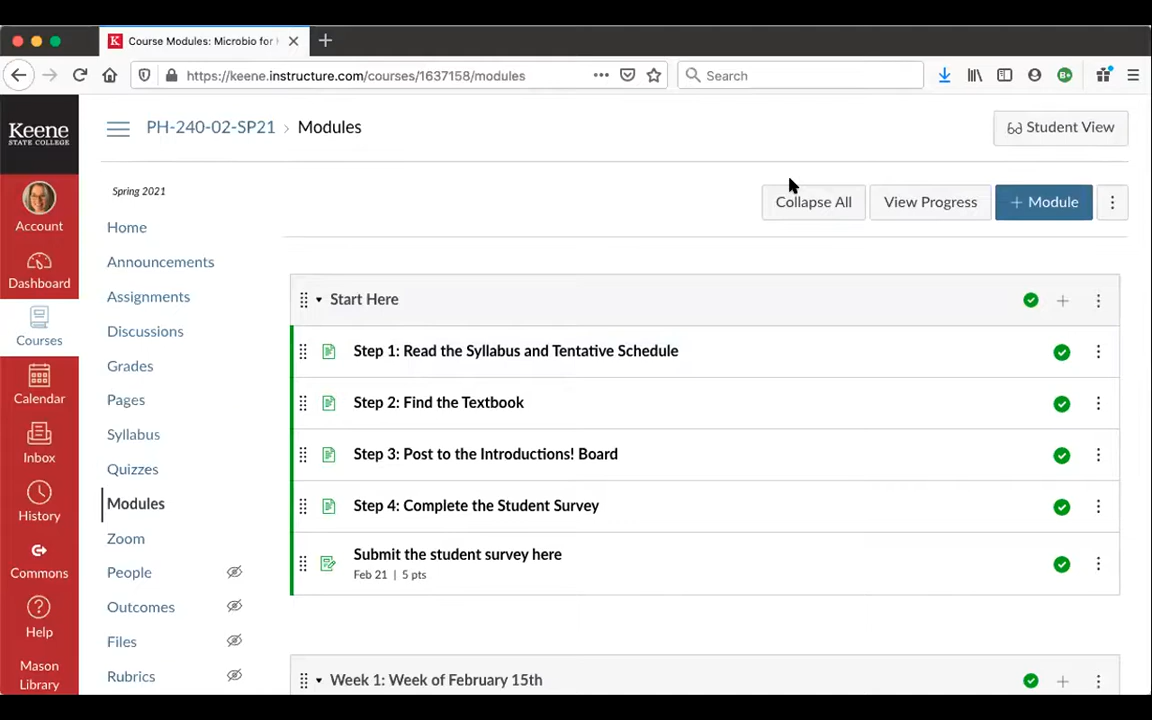 Course Modules: Microbio for
https://keene.instructure.com/courses/1637158/modules
Search
Keene
STATE COLLEGE
PH-240-02-SP21 › Modules
Student View
Spring 2021
Collapse All
View Progress
+ Module
Account
Dashboard
Courses
Calendar
Inbox
History
Commons
Help
Mason
Library
Home
Announcements
Assignments
Discussions
Grades
Pages
Syllabus
Quizzes
Modules
Zoom
People
Outcomes
Files
Rubrics
Start Here
Step 1: Read the Syllabus and Tentative Schedule
Step 2: Find the Textbook
Step 3: Post to the Introductions! Board
Step 4: Complete the Student Survey
Submit the student survey here
Feb 21 | 5 pts
Week 1: Week of February 15th